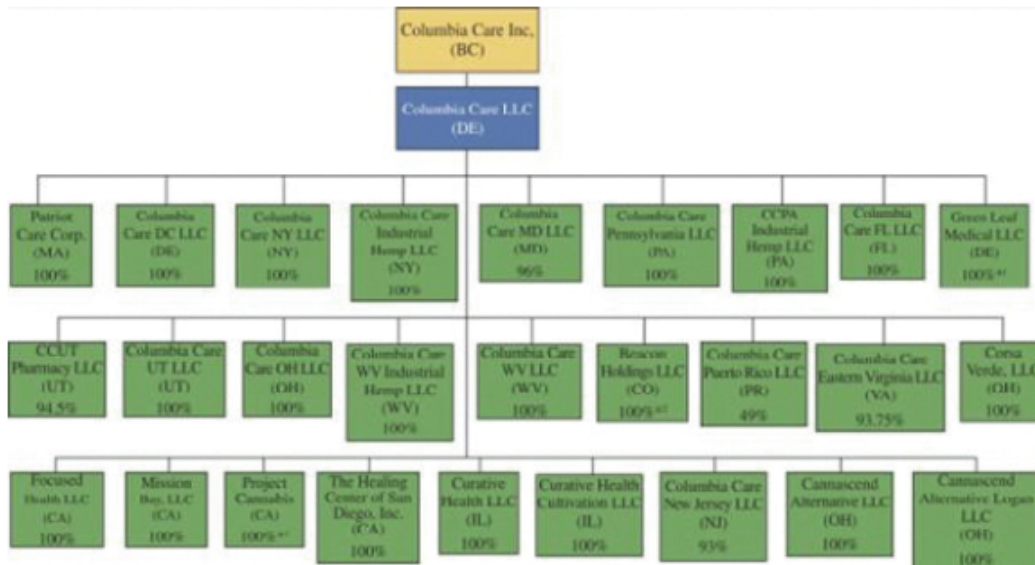 Columbia Care Inc,
(BC)
Columbia Care LLC
(DE)
Patriot
Care Corp.
(MA)
100%
Columbia
Care DC LLC
(DE)
100%
Columbia
Care NY LLC
(NY)
100%
Columbia Care
Industrial
Hemp LLC
(NY)
100%
Columbia
Care MD LLC
(MD)
96%
Columbia Care
Pennsylvania LLC
(PA)
100%
CCPA
Industrial
Hemp LLC
(PA)
100%
Columbia
Care FL LLC
(FL)
100%
Green Leaf
Medical LLC
(DE)
100%
CCUT
Pharmacy LLC
(UT)
94.5%
Columbia Care
UT LLC
(UT)
100%
Columbia
Care OH LLC
(OH)
100%
Columbia Care
WV Industrial
Hemp LLC
(WV)
100%
Columbia Care
WV LLC
(WV)
100%
Beacon
Holdings LLC
(CO)
100%
Columbia Care
Puerto Rico LLC
(PR)
49%
Columbia Care
Eastern Virginia LLC
(VA)
93.75%
Corsa
Verde, LLC
(OH)
100%
Focused
Health LLC
(CA)
100%
Mission
Bay, LLC
(CA)
100%
Project
Cannabis
(CA)
100%
The Healing
Center of San
Diego, Inc.
(CA)
100%
Curative
Health LLC
(IL)
100%
Curative Health
Cultivation LLC
(IL)
100%
Columbia Care
New Jersey LLC
(NJ)
93%
Cannascend
Alternative LLC
(OH)
100%
Cannascend
Alternative Logan
LLC
(OH)
100%